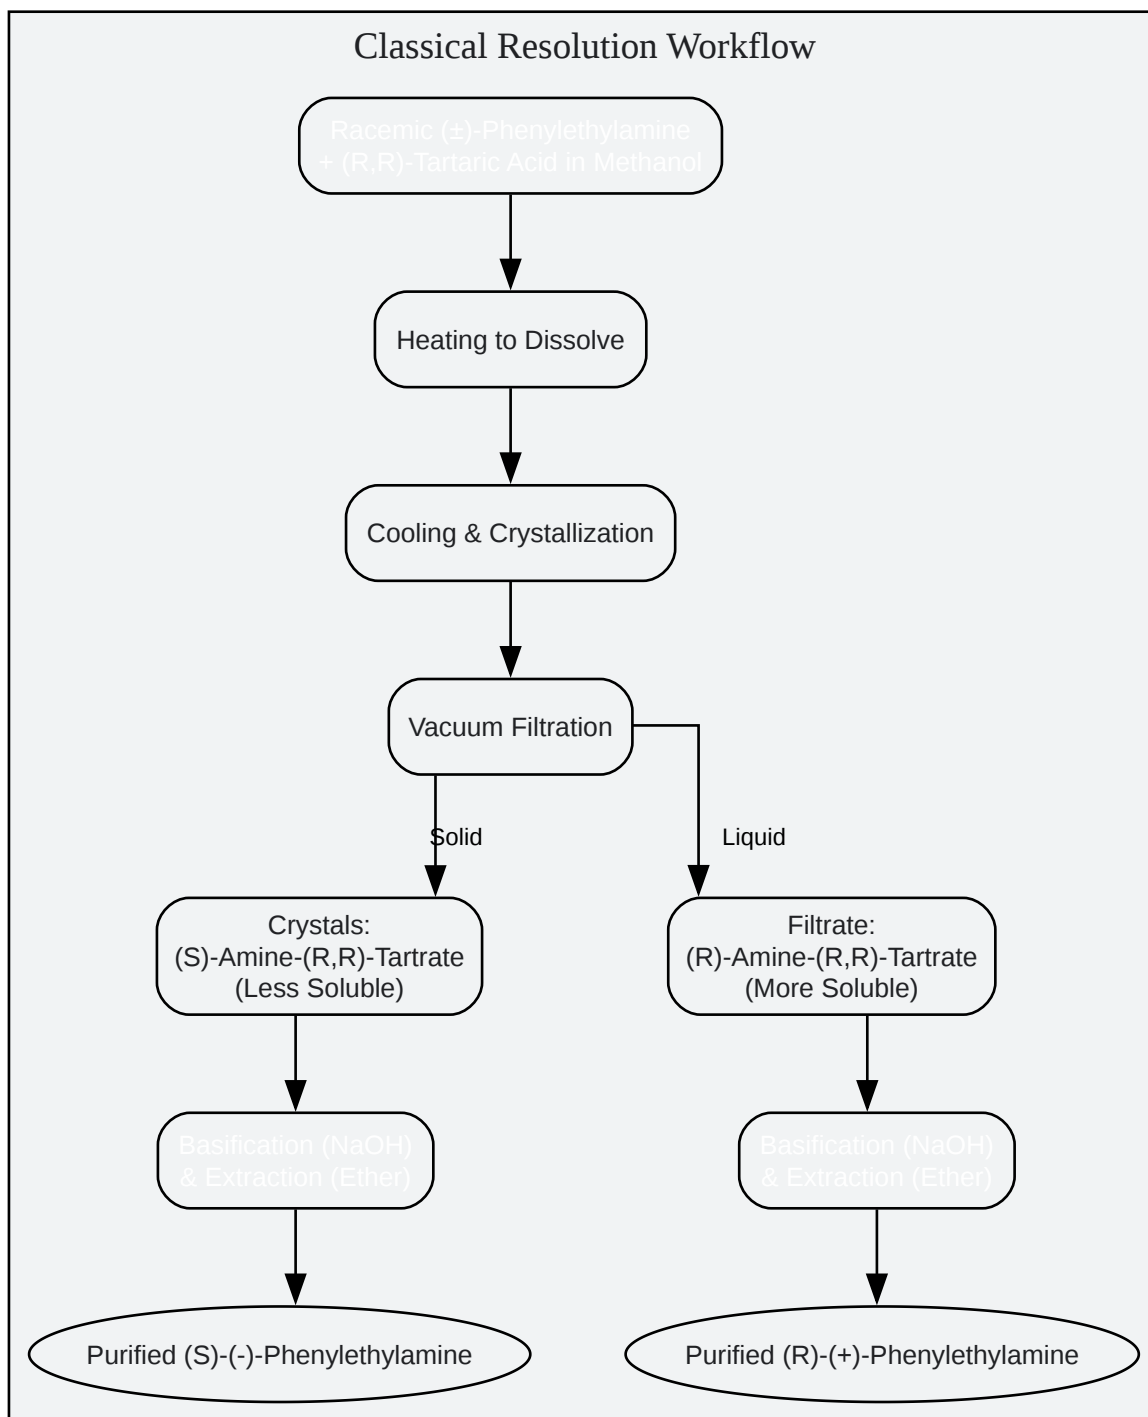 Classical Resolution Workflow
Racemic (±)-Phenylethylamine
+ (R,R)-Tartaric Acid in Methanol
Heating to Dissolve
Cooling & Crystallization
Vacuum Filtration
Solid
Liquid
Crystals:
(S)-Amine-(R,R)-Tartrate
(Less Soluble)
Filtrate:
(R)-Amine-(R,R)-Tartrate
(More Soluble)
Basification (NaOH)
& Extraction (Ether)
Basification (NaOH)
& Extraction (Ether)
Purified (S)-(-)-Phenylethylamine
Purified (R)-(+)-Phenylethylamine